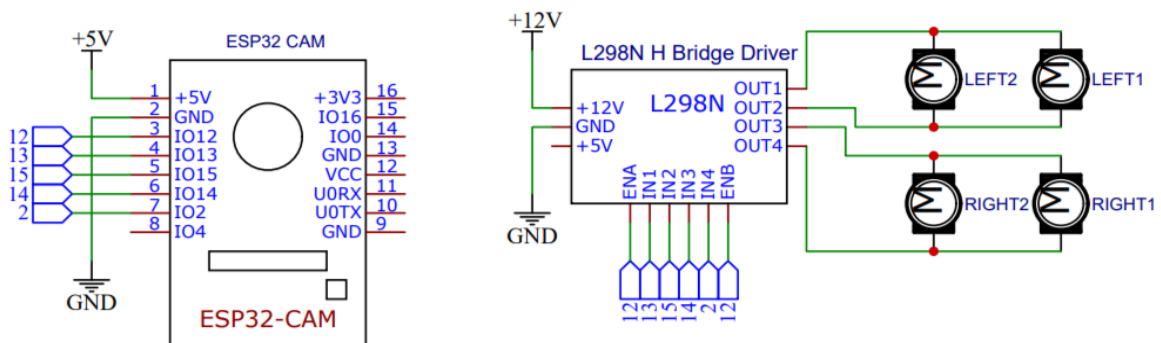 +5V
ESP32 CAM
1 +5V +3V3 16
2 GND IO16 15
12 3 IO12 IO0 14
13 4 IO13 GND 13
15 5 IO15 VCC 12
14 6 IO14 U0RX 11
2 7 IO2 U0TX 10
8 IO4 GND 9
GND
ESP32-CAM
+12V
L298N H Bridge Driver
L298N
+12V
GND
+5V
OUT1
OUT2
OUT3
OUT4
ENA IN1 IN2 IN3 IN4 ENB
GND
12 13 15 14 2 12
M LEFT2 M LEFT1
M RIGHT2 M RIGHT1